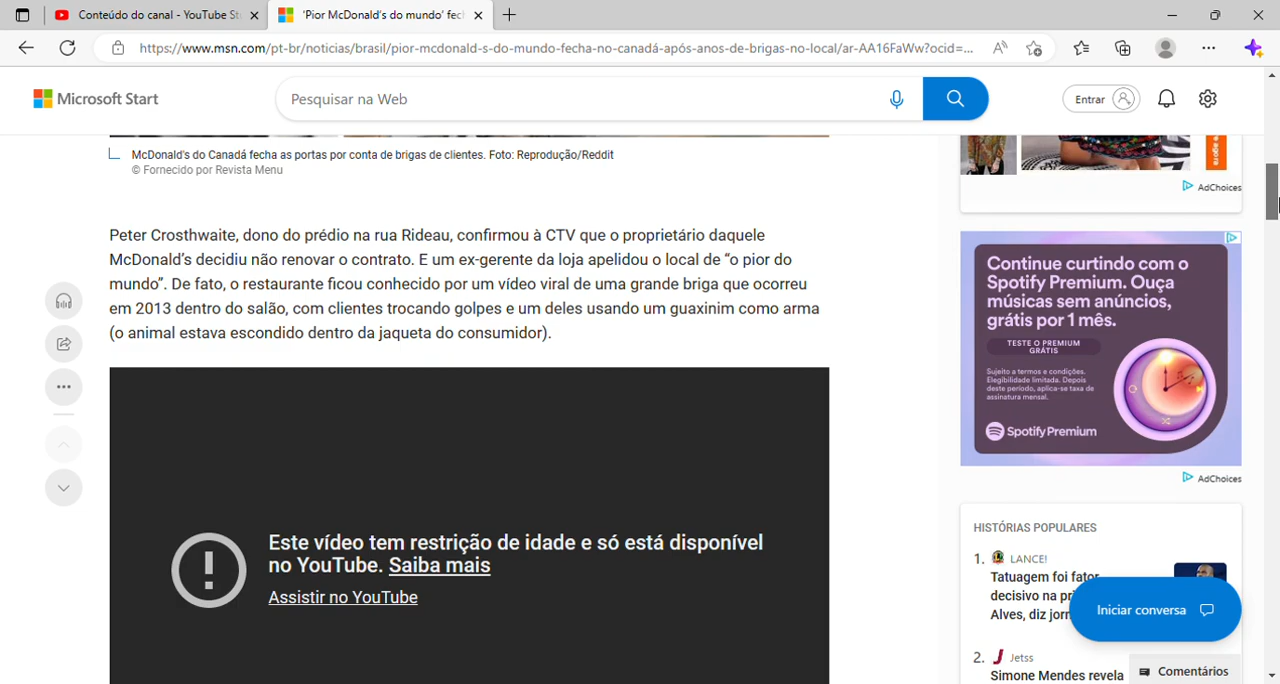 Conteúdo do canal - YouTube St
'Pior McDonald's do mundo' fech
https://www.msn.com/pt-br/noticias/brasil/pior-mcdonald-s-do-mundo-fecha-no-canadá-após-anos-de-brigas-no-local/ar-AA16FaWw?ocid=...
Microsoft Start
Pesquisar na Web
Entrar
McDonald's do Canadá fecha as portas por conta de brigas de clientes. Foto: Reprodução/Reddit
© Fornecido por Revista Menu
agora
AdChoices
Peter Crosthwaite, dono do prédio na rua Rideau, confirmou à CTV que o proprietário daquele
McDonald's decidiu não renovar o contrato. E um ex-gerente da loja apelidou o local de “o pior do
mundo”. De fato, o restaurante ficou conhecido por um vídeo viral de uma grande briga que ocorreu
em 2013 dentro do salão, com clientes trocando golpes e um deles usando um guaxinim como arma
(o animal estava escondido dentro da jaqueta do consumidor).
Este vídeo tem restrição de idade e só está disponível
no YouTube. Saiba mais
Assistir no YouTube
Continue curtindo com o
Spotify Premium. Ouça
músicas sem anúncios,
grátis por 1 mês.
TESTE O PREMIUM
GRÁTIS
Sujeito a termos e condições.
Elegibilidade limitada. Depois
deste período, aplica-se taxa de
assinatura mensal.
Spotify Premium
AdChoices
HISTÓRIAS POPULARES
1. LANCE!
Tatuagem foi fator
decisivo na pri
Alves, diz jorn
Iniciar conversa
2. Jetss
Simone Mendes revela
Comentários